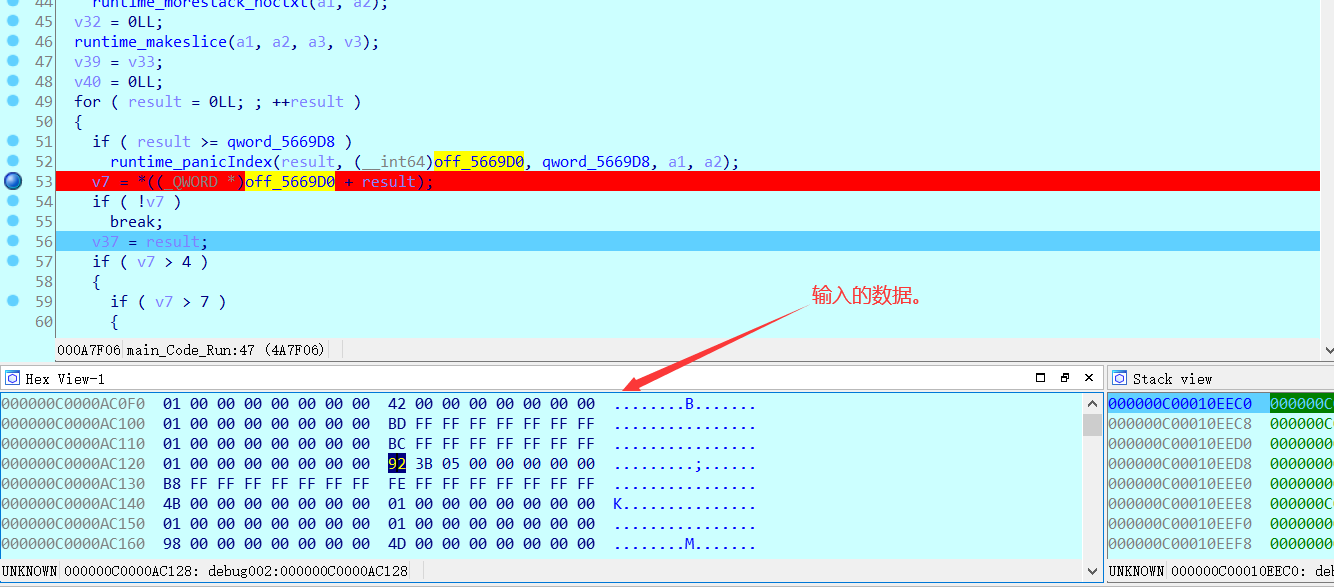 44 runtime_morestack_noctxt(a1, a2);
45 v32 = 0LL;
46 runtime_makeslice(a1, a2, a3, v3);
47 v39 = v33;
48 v40 = 0LL;
49 for ( result = 0LL; ; ++result )
50 {
51 if ( result >= qword_5669D8 )
52 runtime_panicIndex(result, (__int64)off_5669D0, qword_5669D8, a1, a2);
53 v7 = *((_QWORD *)off_5669D0 + result);
54 if ( !v7 )
55 break;
56 v37 = result;
57 if ( v7 > 4 )
58 {
59 if ( v7 > 7 )
60 {
输入的数据。
000A7F06 main_Code_Run:47 (4A7F06)
Hex View-1
000000C0000AC0F0 01 00 00 00 00 00 00 00 42 00 00 00 00 00 00 00 ........B.......
000000C0000AC100 01 00 00 00 00 00 00 00 BD FF FF FF FF FF FF FF ................
000000C0000AC110 01 00 00 00 00 00 00 00 BC FF FF FF FF FF FF FF ................
000000C0000AC120 01 00 00 00 00 00 00 00 92 3B 05 00 00 00 00 00 .........;......
000000C0000AC130 B8 FF FF FF FF FF FF FF FE FF FF FF FF FF FF FF ................
000000C0000AC140 4B 00 00 00 00 00 00 00 01 00 00 00 00 00 00 00 K...............
000000C0000AC150 01 00 00 00 00 00 00 00 01 00 00 00 00 00 00 00 ................
000000C0000AC160 98 00 00 00 00 00 00 00 4D 00 00 00 00 00 00 00 ........M.......
UNKNOWN 000000C0000AC128: debug002:000000C0000AC128
Stack view
000000C00010EEC0 000000C
000000C00010EEC8 000000C
000000C00010EED0 0000000
000000C00010EED8 0000000
000000C00010EEE0 0000000
000000C00010EEE8 000000C
000000C00010EEF0 0000000
000000C00010EEF8 0000000
UNKNOWN 000000C00010EEC0: deb